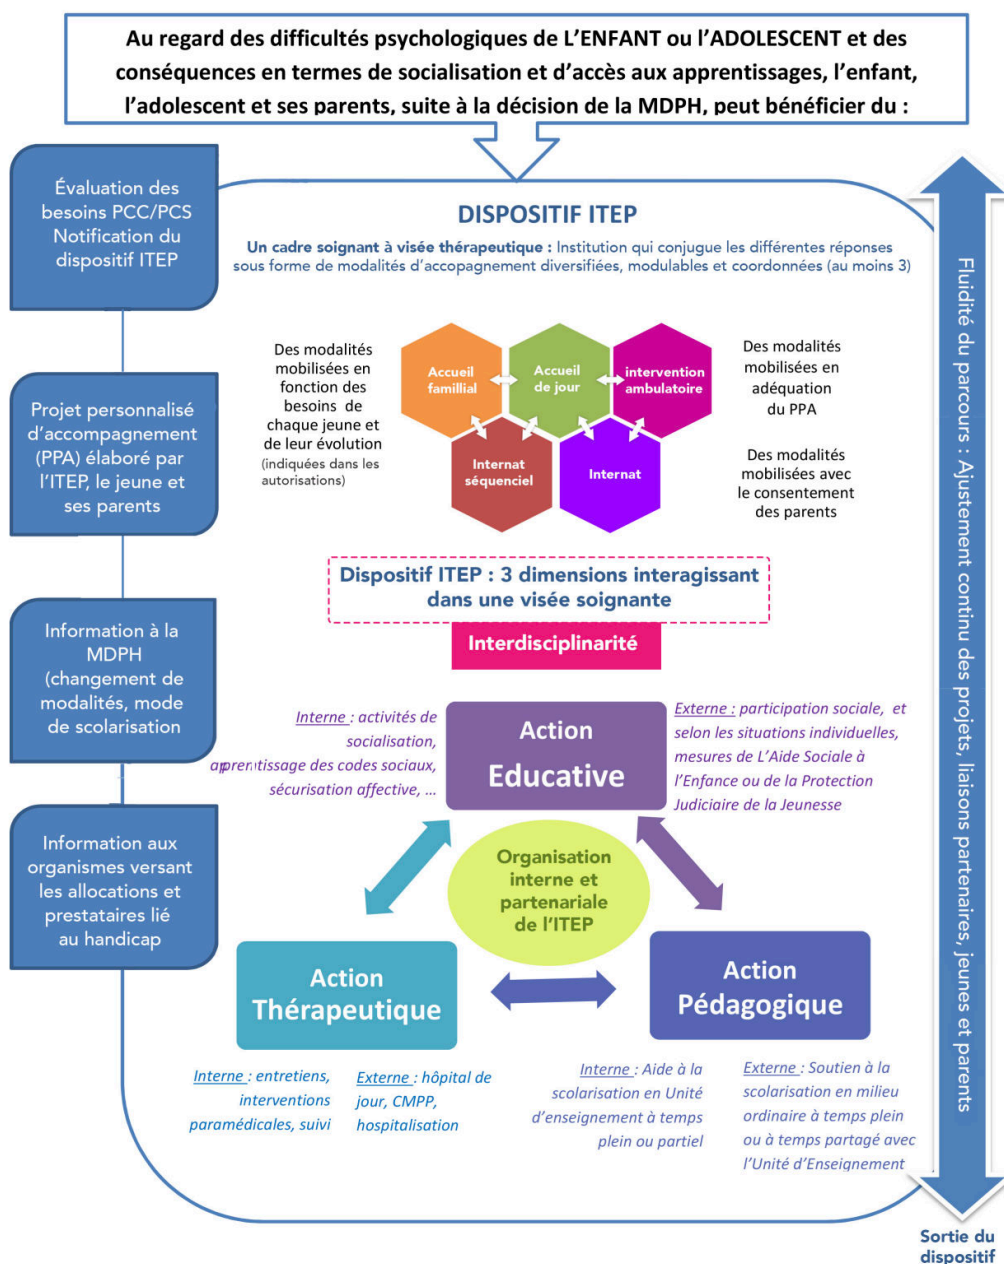 Au regard des difficultés psychologiques de L'ENFANT ou l'ADOLESCENT et des
conséquences en termes de socialisation et d'accès aux apprentissages, l'enfant,
l'adolescent et ses parents, suite à la décision de la MDPH, peut bénéficier du :
Évaluation des
besoins PCC/PCS
Notification du
dispositif ITEP
Projet personnalisé
d'accompagnement
(PPA) élaboré par
l'ITEP, le jeune et
ses parents
Information à la
MDPH
(changement de
modalités, mode
de scolarisation
Information aux
organismes versant
les allocations et
prestataires lié
au handicap
DISPOSITIF ITEP
Un cadre soignant à visée thérapeutique : Institution qui conjugue les différentes réponses
sous forme de modalités d'accopagnement diversifiées, modulables et coordonnées (au moins 3)
Des modalités
mobilisées en
fonction des
besoins de
chaque jeune et
de leur évolution
(indiquées dans les
autorisations)
Accueil
famillial
Accueil
de jour
intervention
ambulatoire
Internat
séquenciel
Internat
Des modalités
mobilisées en
adéquation
du PPA
Des modalités
mobilisées avec
le consentement
des parents
Dispositif ITEP : 3 dimensions interagissant
dans une visée soignante
Interdisciplinarité
Interne : activités de
socialisation,
apprentissage des codes sociaux,
sécurisation affective, ...
Action
Educative
Externe : participation sociale, et
selon les situations individuelles,
mesures de L'Aide Sociale à
l'Enfance ou de la Protection
Judiciaire de la Jeunesse
Organisation
interne et
partenariale
de l'ITEP
Action
Thérapeutique
Action
Pédagogique
Interne : entretiens,
interventions
paramédicales, suivi
Externe : hôpital de
jour, CMPP,
hospitalisation
Interne : Aide à la
scolarisation en Unité
d'enseignement à temps
plein ou partiel
Externe : Soutien à la
scolarisation en milieu
ordinaire à temps plein
ou à temps partagé avec
l'Unité d'Enseignement
Fluidité du parcours : Ajustement continu des projets, liaisons partenaires, jeunes et parents
Sortie du
dispositif